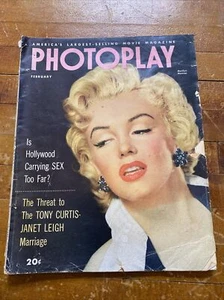 AMERICA'S LARGEST-SELLING MOVIE MAGAZINE
PHOTOPLAY
FEBRUARY
Is
Hollywood
Carrying SEX
Too Far?
The Threat to
The TONY CURTIS-
JANET LEIGH
Marriage
20¢